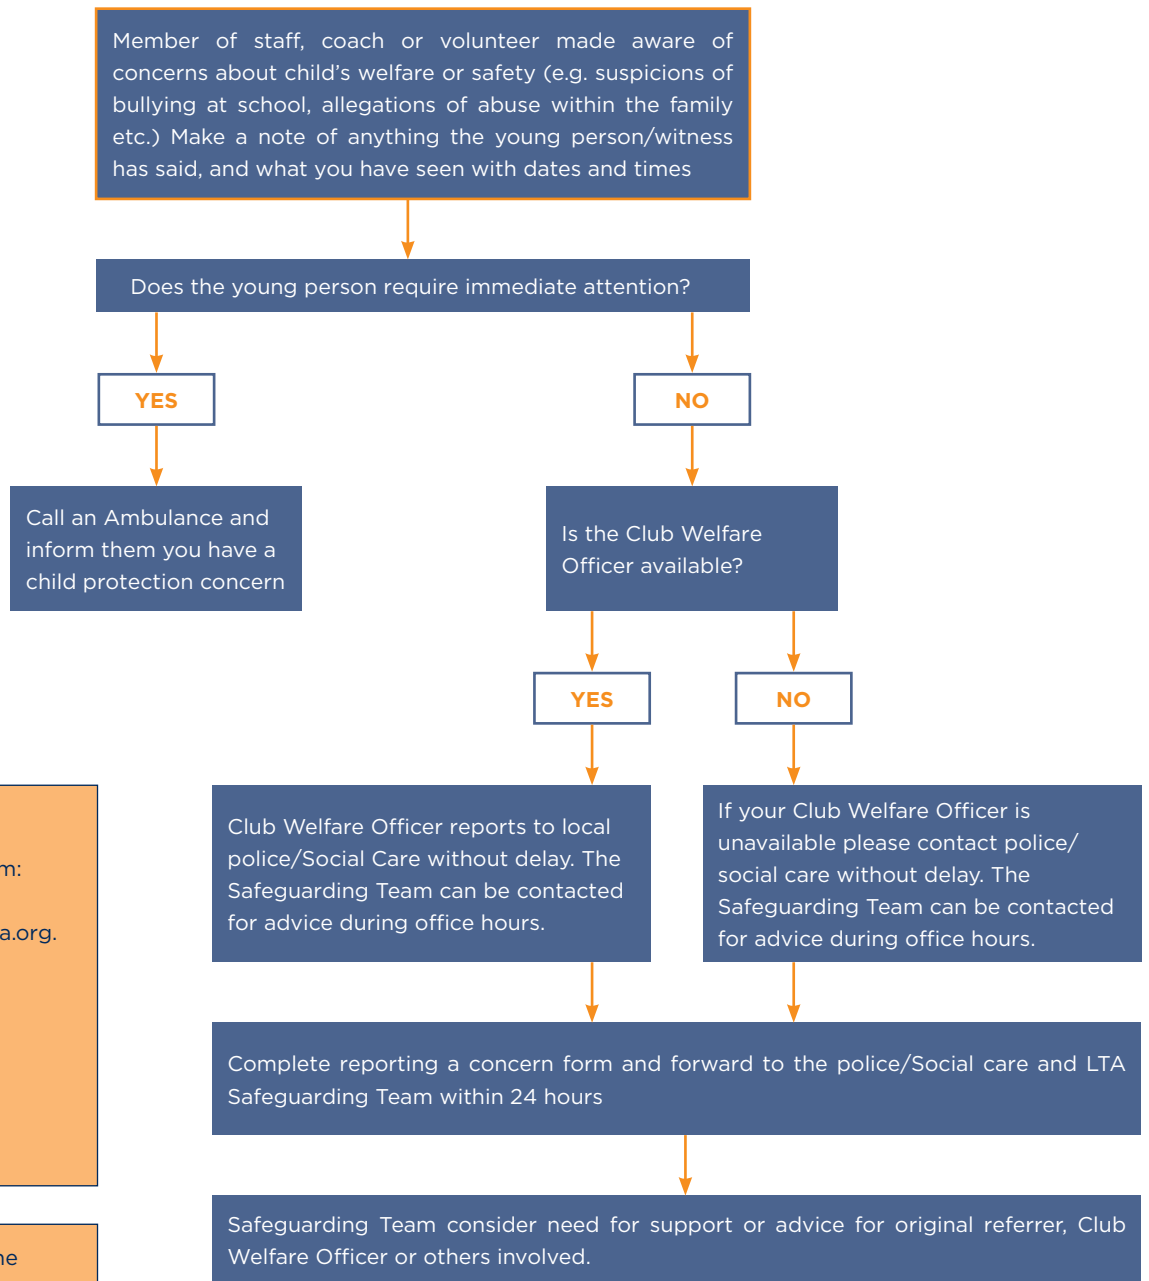 Member of staff, coach or volunteer made aware of
concerns about child's welfare or safety (e.g. suspicions of
bullying at school, allegations of abuse within the family
etc.) Make a note of anything the young person/witness
has said, and what you have seen with dates and times
Does the young person require immediate attention?
YES
NO
Call an Ambulance and
inform them you have a
child protection concern
Is the Club Welfare
Officer available?
YES
NO
Club Welfare Officer reports to local
police/Social Care without delay. The
Safeguarding Team can be contacted
for advice during office hours.
If your Club Welfare Officer is
unavailable please contact police/
social care without delay. The
Safeguarding Team can be contacted
for advice during office hours.
m:
a.org.
Complete reporting a concern form and forward to the police/Social care and LTA
Safeguarding Team within 24 hours
Safeguarding Team consider need for support or advice for original referrer, Club
Welfare Officer or others involved.